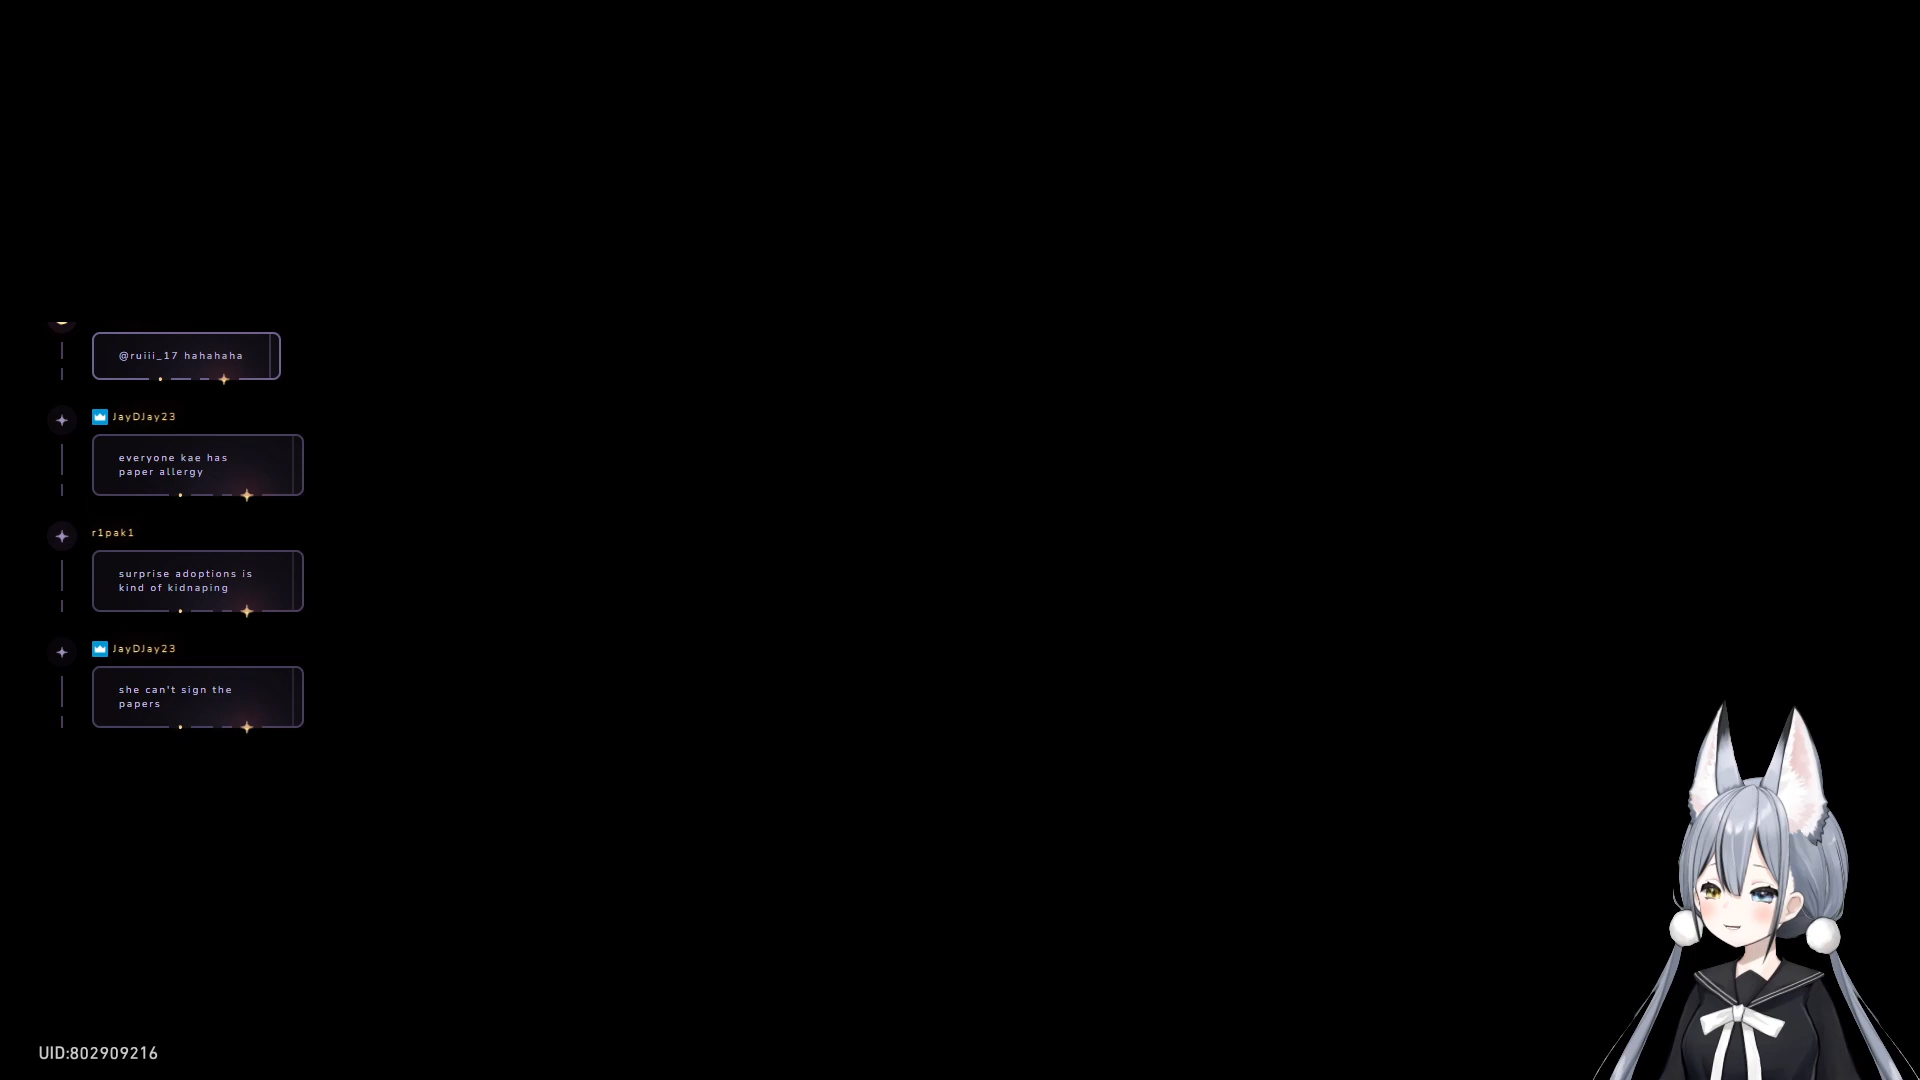 @ruiii_17 hahahaha
JayDJay23
everyone kae has
paper allergy
r1pak1
surprise adoptions is
kind of kidnaping
JayDJay23
she can't sign the
papers
UID:802909216